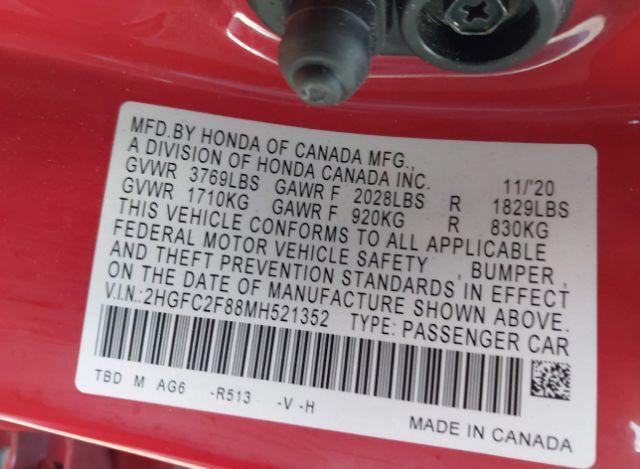 MFD.BY HONDA OF CANADA MFG.,
A DIVISION OF HONDA CANADA INC. 11/'20
GVWR 3769LBS GAWR F 2028LBS R 1829LBS
GVWR 1710KG GAWR F 920KG R 830KG
THIS VEHICLE CONFORMS TO ALL APPLICABLE
FEDERAL MOTOR VEHICLE SAFETY , BUMPER,
AND THEFT PREVENTION STANDARDS IN EFFECT
ON THE DATE OF MANUFACTURE SHOWN ABOVE.
V.I.N.:2HGFC2F88MH521352 TYPE: PASSENGER CAR
TBD M AG6 -R513 -V -H
MADE IN CANADA